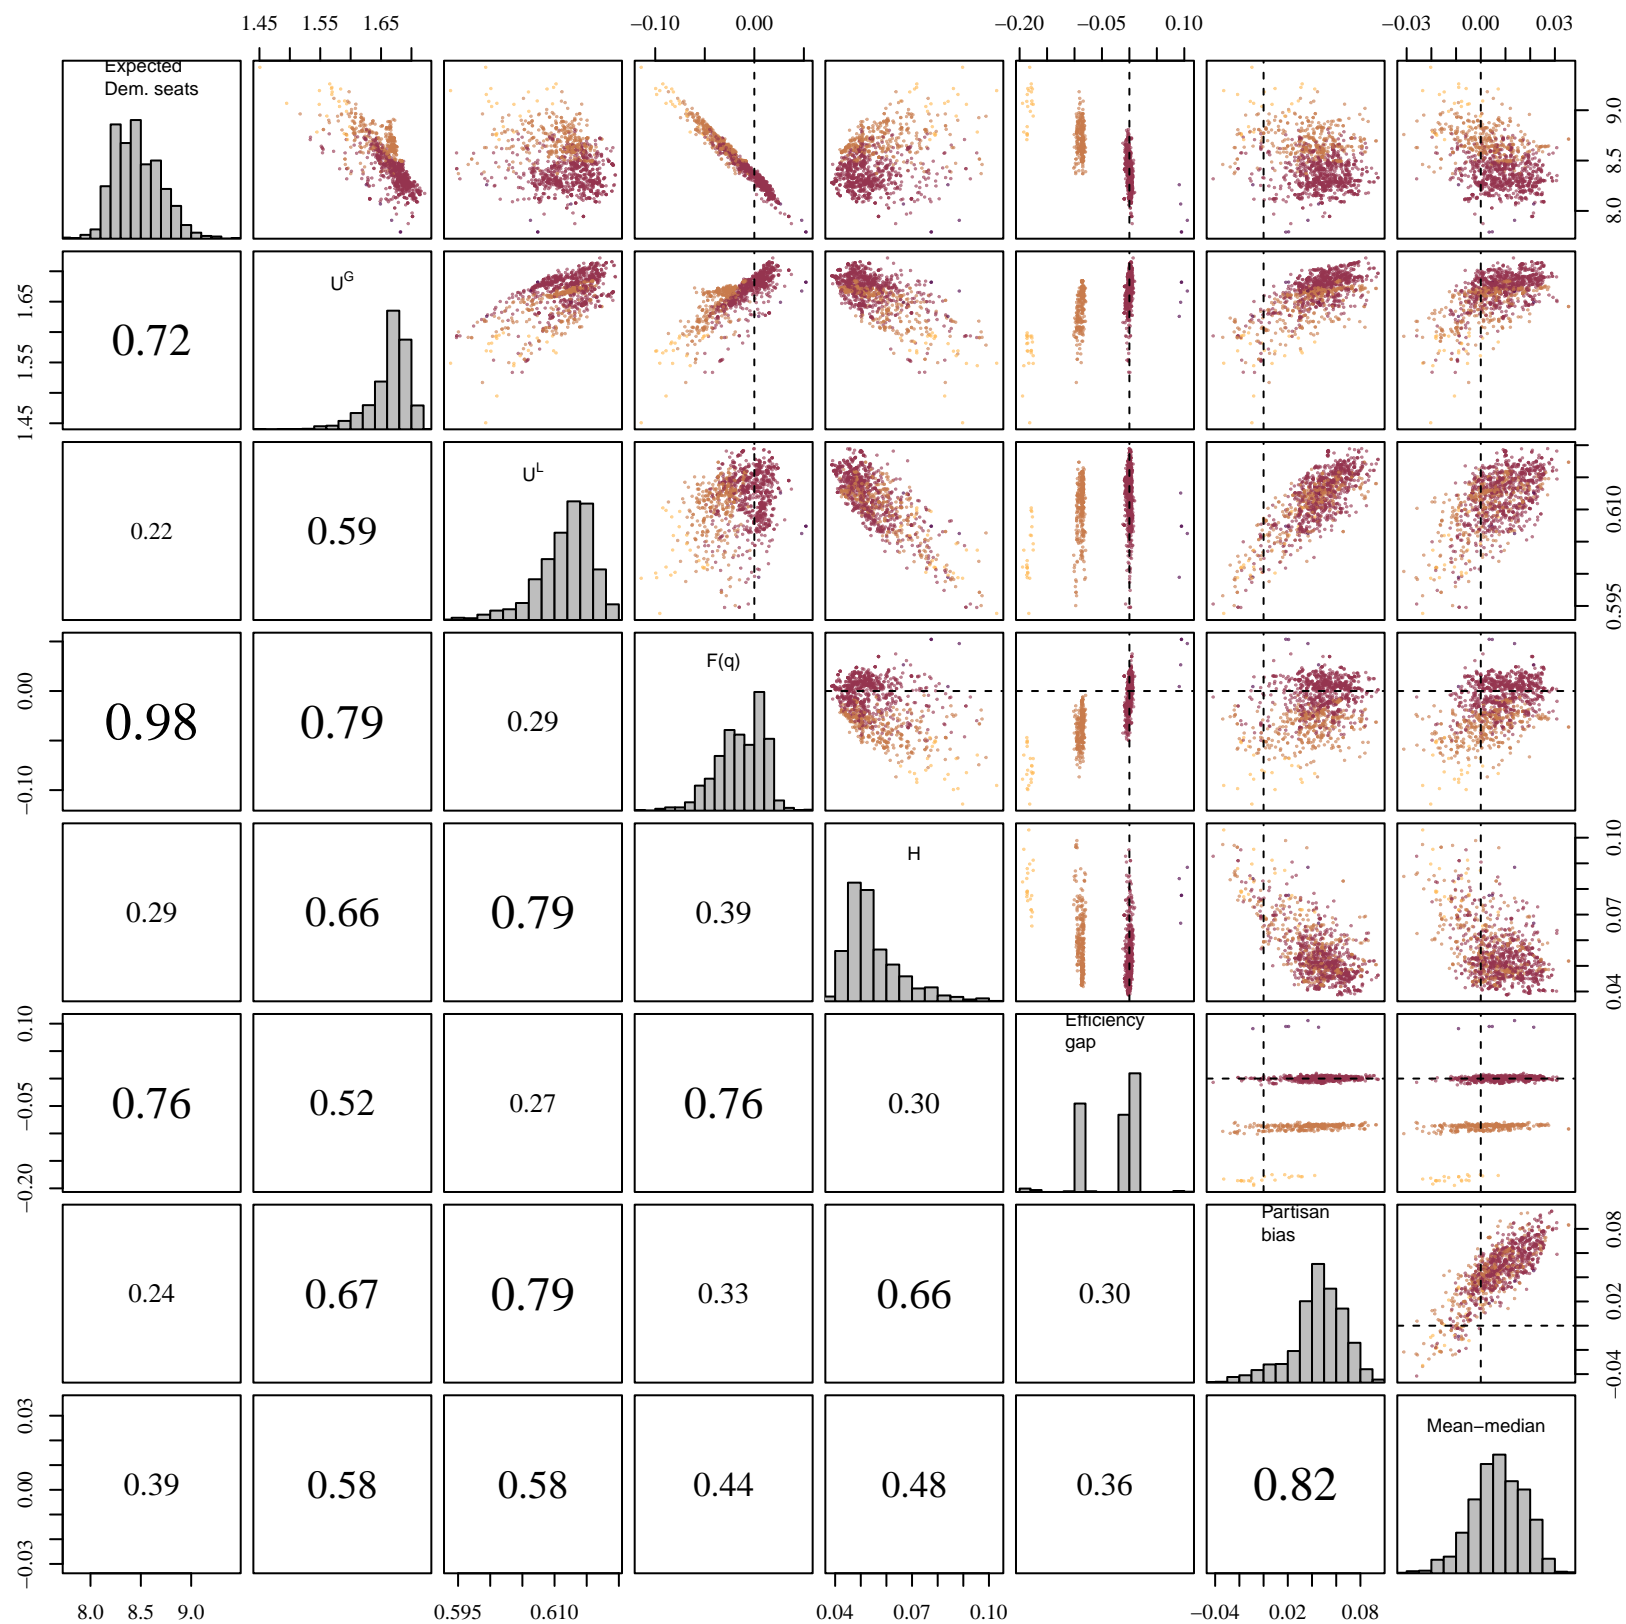 1.45 1.55 1.65 −0.10 0.00 −0.20 −0.05 0.10 −0.03 0.00 0.03
Expected
Dem. seats
8.0 8.5 9.0
U^G
0.72
1.45 1.55 1.65
U^L
0.22 0.59
0.595 0.610
F(q)
0.98 0.79 0.29
−0.10 0.00
H
0.29 0.66 0.79 0.39
0.04 0.07 0.10
Efficiency
gap
0.76 0.52 0.27 0.76 0.30
−0.20 −0.05 0.10
Partisan
bias
0.24 0.67 0.79 0.33 0.66 0.30
−0.04 0.02 0.08
Mean−median
0.39 0.58 0.58 0.44 0.48 0.36 0.82
−0.03 0.00 0.03
8.0 8.5 9.0 0.595 0.610 0.04 0.07 0.10 −0.04 0.02 0.08